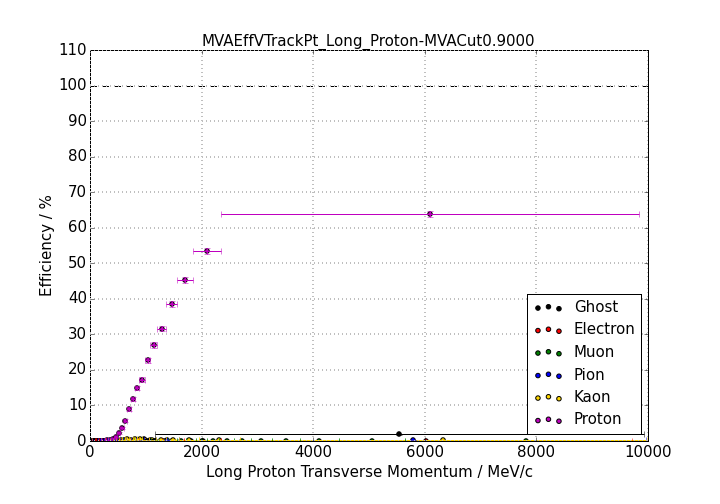 MVAEffVTrackPt_Long_Proton-MVACut0.9000
110
100
90
80
70
60
50
40
30
20
10
0
Efficiency / %
Ghost
Electron
Muon
Pion
Kaon
Proton
0 2000 4000 6000 8000 10000
Long Proton Transverse Momentum / MeV/c